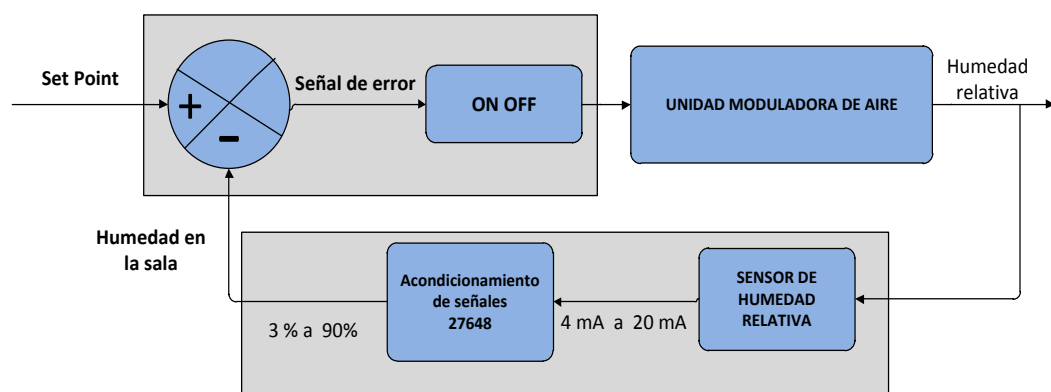 Set Point
+
−
Señal de error
ON OFF
UNIDAD MODULADORA DE AIRE
Humedad
relativa
Humedad en
la sala
3 % a 90%
Acondicionamiento
de señales
27648
4 mA a 20 mA
SENSOR DE
HUMEDAD
RELATIVA